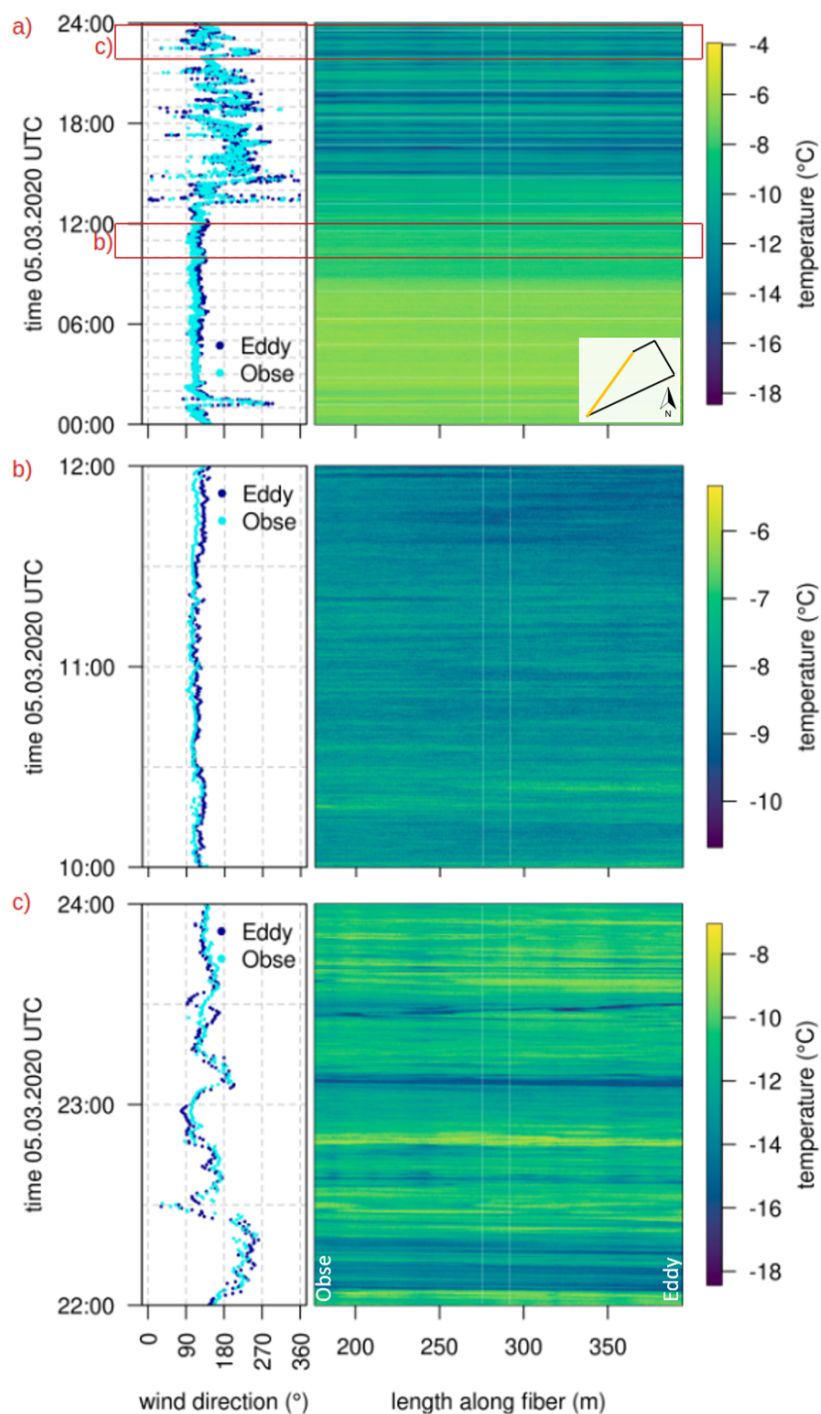 a)
24:00
c)
18:00
12:00
b)
06:00
00:00
time 05.03.2020 UTC
Eddy
Obse
N
-4
-6
-8
-10
-12
-14
-16
-18
temperature (°C)
b)
12:00
11:00
10:00
time 05.03.2020 UTC
Eddy
Obse
-6
-7
-8
-9
-10
temperature (°C)
c)
24:00
23:00
22:00
time 05.03.2020 UTC
Eddy
Obse
Obse
Eddy
-8
-10
-12
-14
-16
-18
temperature (°C)
0 90 180 270 360
200 250 300 350
wind direction (°)
length along fiber (m)